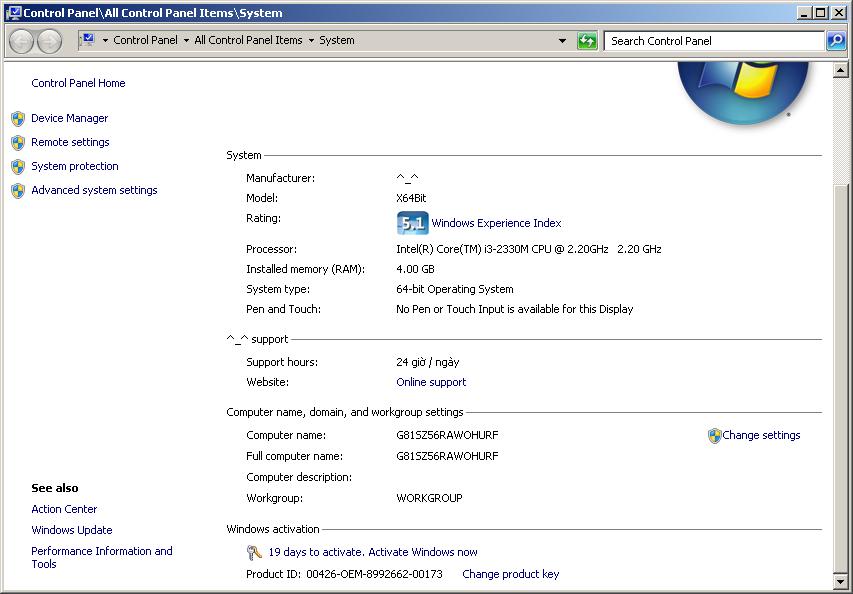 Control Panel\All Control Panel Items\System
Control Panel All Control Panel Items System
Search Control Panel
Control Panel Home
Device Manager
Remote settings
System protection
Advanced system settings
System
Manufacturer: ^_^
Model: X64Bit
Rating: 5.1 Windows Experience Index
Processor: Intel(R) Core(TM) i3-2330M CPU @ 2.20GHz 2.20 GHz
Installed memory (RAM): 4.00 GB
System type: 64-bit Operating System
Pen and Touch: No Pen or Touch Input is available for this Display
^_^ support
Support hours: 24 giờ / ngày
Website: Online support
Computer name, domain, and workgroup settings
Computer name: G81SZ56RAWOHURF Change settings
Full computer name: G81SZ56RAWOHURF
Computer description:
Workgroup: WORKGROUP
Windows activation
19 days to activate. Activate Windows now
Product ID: 00426-OEM-8992662-00173 Change product key
See also
Action Center
Windows Update
Performance Information and
Tools